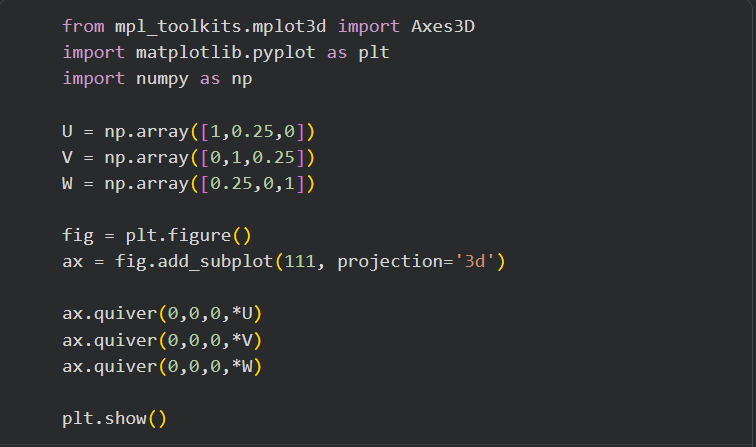 from mpl_toolkits.mplot3d import Axes3D
import matplotlib.pyplot as plt
import numpy as np
U = np.array([1,0.25,0])
V = np.array([0,1,0.25])
W = np.array([0.25,0,1])
fig = plt.figure()
ax = fig.add_subplot(111, projection='3d')
ax.quiver(0,0,0,*U)
ax.quiver(0,0,0,*V)
ax.quiver(0,0,0,*W)
plt.show()